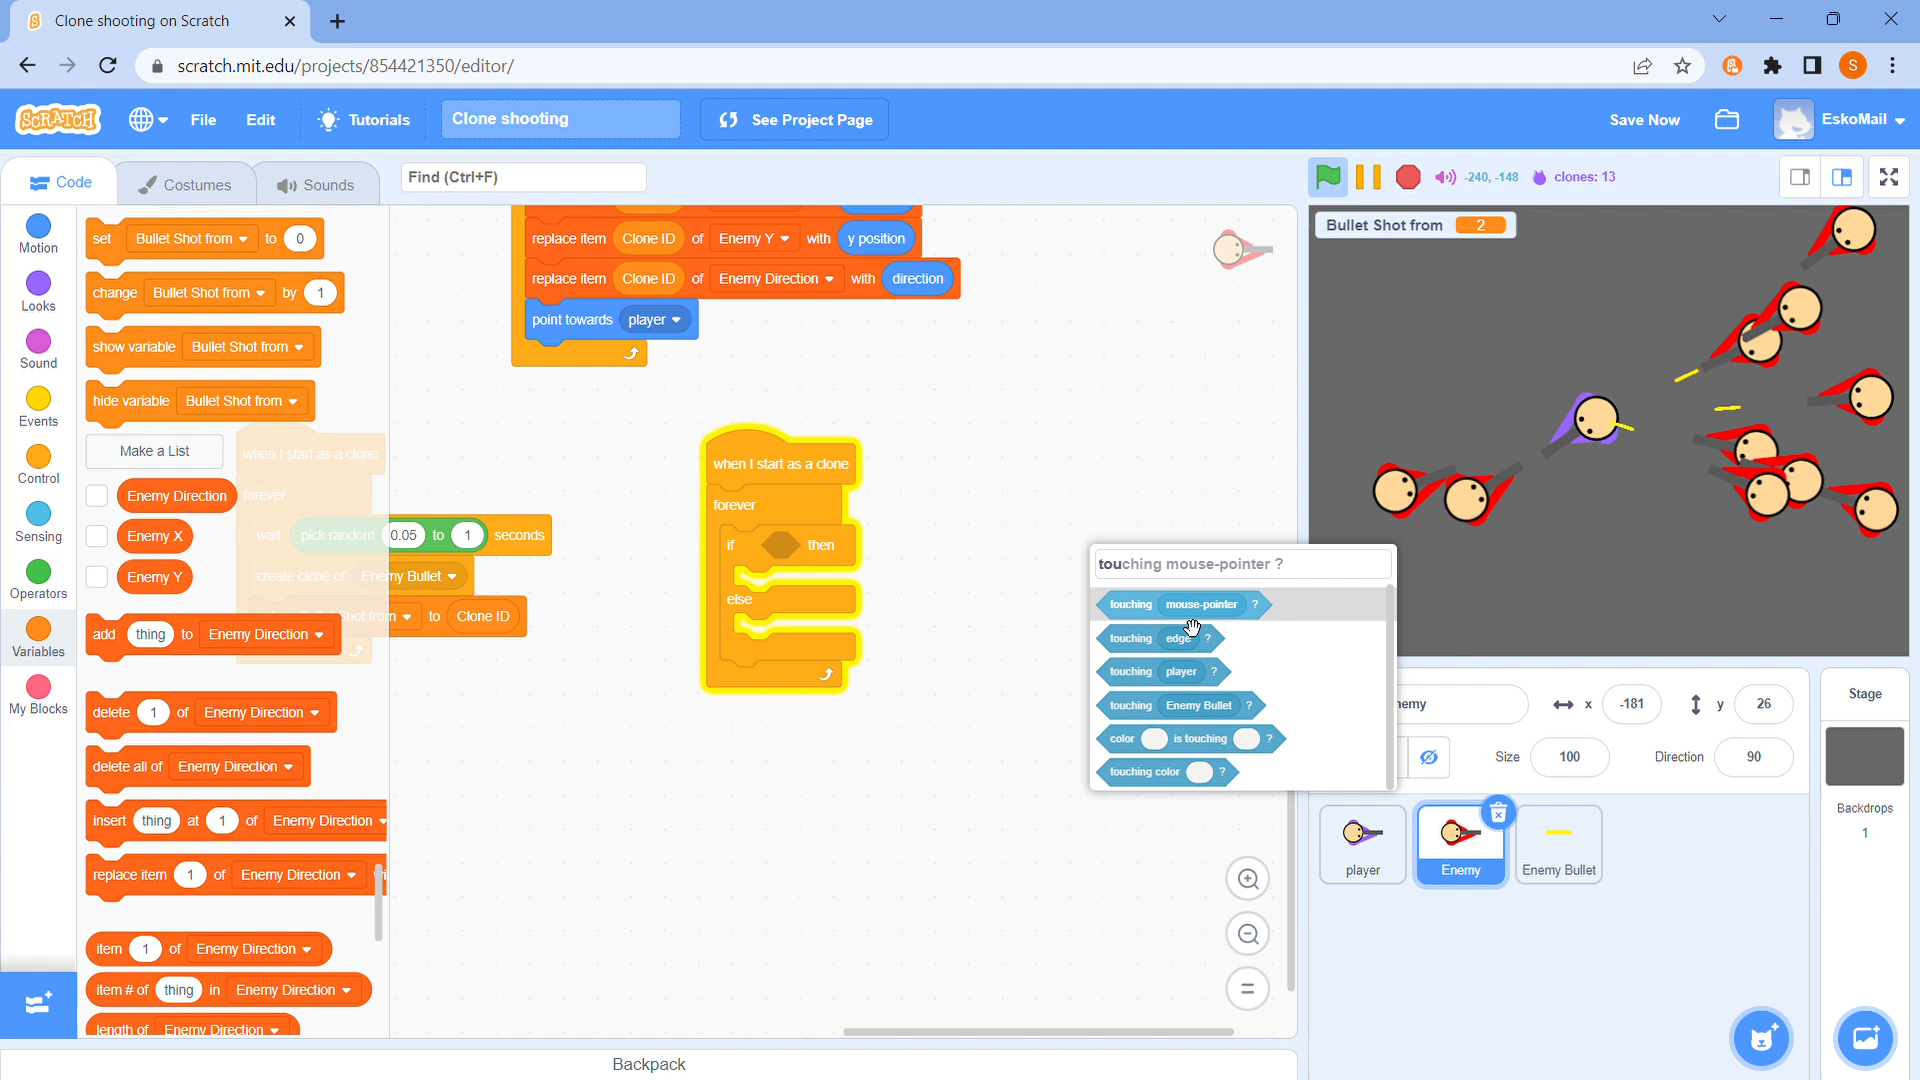 Clone shooting on Scratch
scratch.mit.edu/projects/854421350/editor/
S
SCRATCH
File
Edit
Tutorials
Clone shooting
See Project Page
Save Now
EskoMail
Code
Costumes
Sounds
Find (Ctrl+F)
-240, -148
clones: 13
Motion
Looks
Sound
Events
Control
Sensing
Operators
Variables
My Blocks
set Bullet Shot from to 0
change Bullet Shot from by 1
show variable Bullet Shot from
hide variable Bullet Shot from
Make a List
Enemy Direction
Enemy X
Enemy Y
add thing to Enemy Direction
delete 1 of Enemy Direction
delete all of Enemy Direction
insert thing at 1 of Enemy Direction
replace item 1 of Enemy Direction wi
item 1 of Enemy Direction
item # of thing in Enemy Direction
length of Enemy Direction
replace item Clone ID of Enemy Y with y position
replace item Clone ID of Enemy Direction with direction
point towards player
when I start as a clone
forever
wait pick random 0.05 to 1 seconds
create clone of Enemy Bullet
Shot from to Clone ID
when I start as a clone
forever
if then
else
touching mouse-pointer ?
touching mouse-pointer ?
touching edge ?
touching player ?
touching Enemy Bullet ?
color is touching ?
touching color ?
Bullet Shot from 2
nemy
x -181
y 26
Size 100
Direction 90
player
Enemy
Enemy Bullet
Stage
Backdrops
1
Backpack